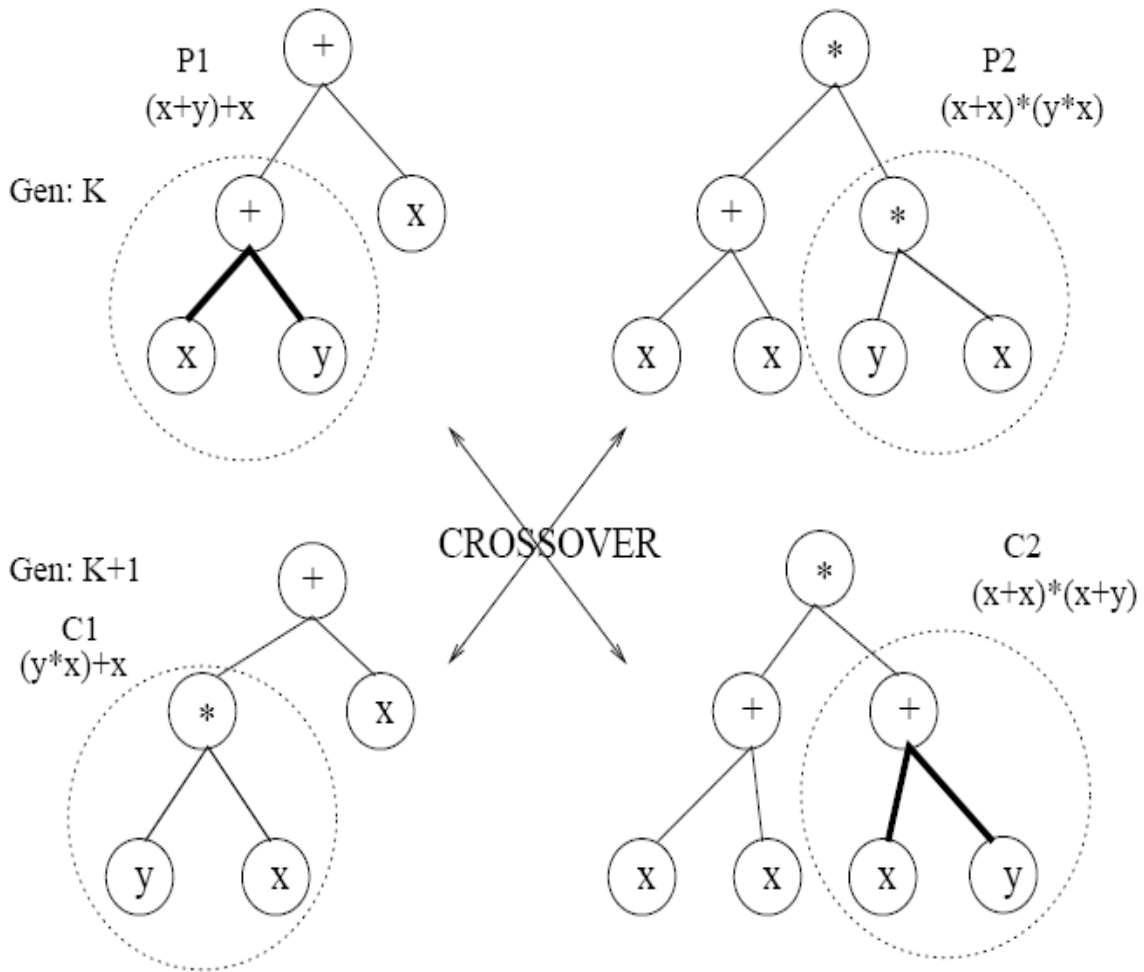 +
*
P1
P2
(x+y)+x
(x+x)*(y*x)
Gen: K
+
x
+
*
x
y
x
x
y
x
CROSSOVER
Gen: K+1
+
*
C2
C1
(x+x)*(x+y)
(y*x)+x
*
x
+
+
y
x
x
x
x
y